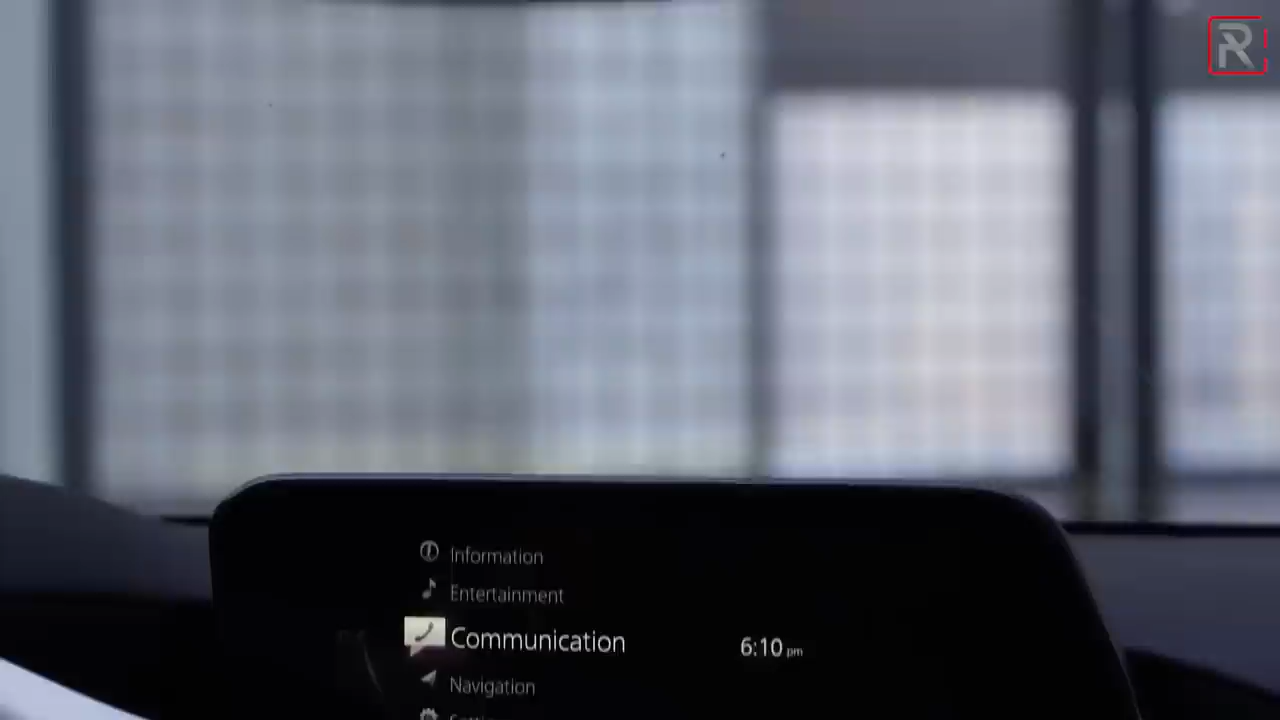 R
Information
Entertainment
Communication
6:10 pm
Navigation